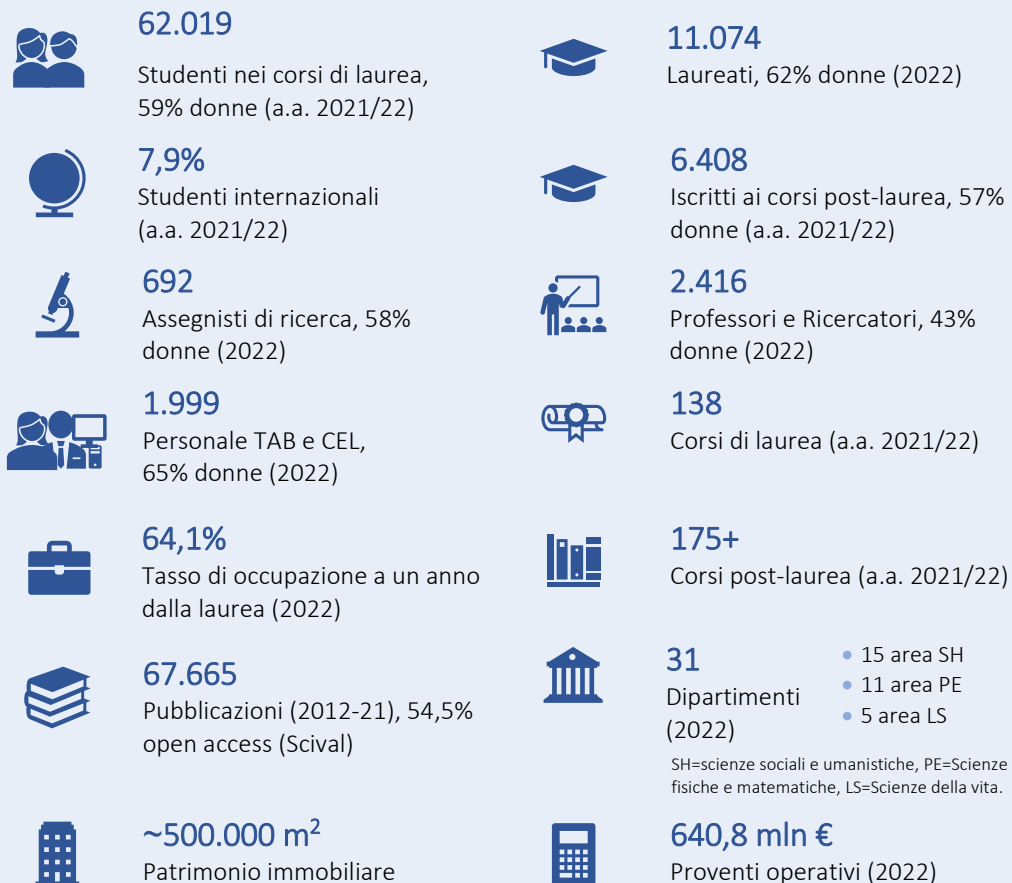 62.019
Studenti nei corsi di laurea,
59% donne (a.a. 2021/22)
11.074
Laureati, 62% donne (2022)
7,9%
Studenti internazionali
(a.a. 2021/22)
6.408
Iscritti ai corsi post-laurea, 57%
donne (a.a. 2021/22)
692
Assegnisti di ricerca, 58%
donne (2022)
2.416
Professori e Ricercatori, 43%
donne (2022)
1.999
Personale TAB e CEL,
65% donne (2022)
138
Corsi di laurea (a.a. 2021/22)
64,1%
Tasso di occupazione a un anno
dalla laurea (2022)
175+
Corsi post-laurea (a.a. 2021/22)
67.665
Pubblicazioni (2012-21), 54,5%
open access (Scival)
31
Dipartimenti
(2022)
15 area SH
11 area PE
5 area LS
SH=scienze sociali e umanistiche, PE=Scienze
fisiche e matematiche, LS=Scienze della vita.
~500.000 m²
Patrimonio immobiliare
640,8 mln €
Proventi operativi (2022)